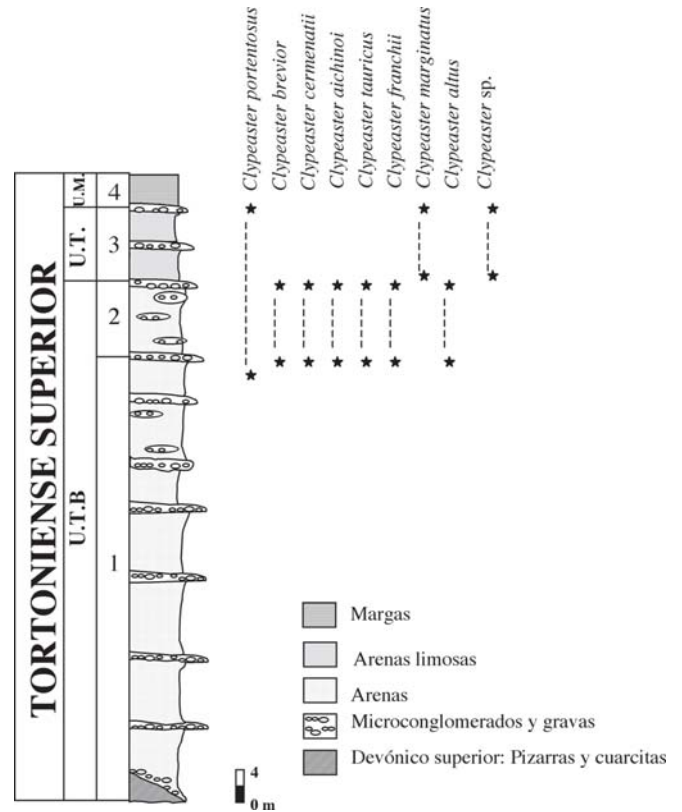 Clypeaster portentosus
Clypeaster brevior
Clypeaster cermenatii
Clypeaster aichinoi
Clypeaster tauricus
Clypeaster franchii
Clypeaster marginatus
Clypeaster altus
Clypeaster sp.
TORTONIENSE SUPERIOR
U.M.
U.T.
U.T.B
4
3
2
1
Margas
Arenas limosas
Arenas
Microconglomerados y gravas
Devónico superior: Pizarras y cuarcitas
4
0 m